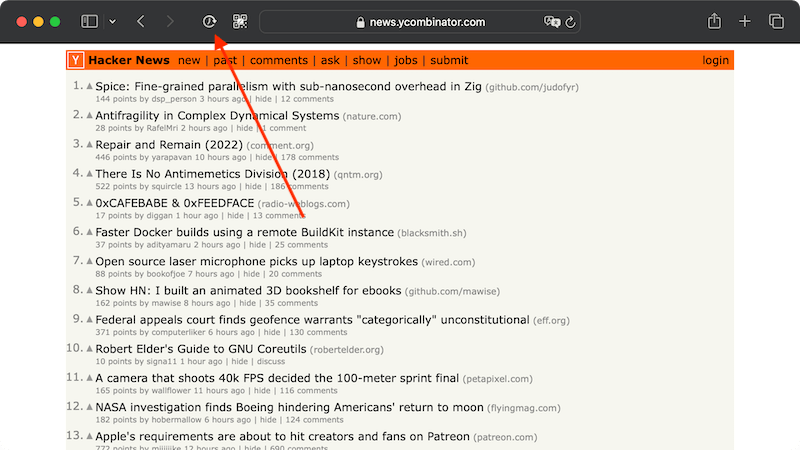 news.ycombinator.com
Y Hacker News new | past | comments | ask | show | jobs | submit login
1. Spice: Fine-grained parallelism with sub-nanosecond overhead in Zig (github.com/judofyr)
144 points by dsp_person 3 hours ago | hide | 12 comments
2. Antifragility in Complex Dynamical Systems (nature.com)
28 points by RafelMri 2 hours ago | hide | 1 comment
3. Repair and Remain (2022) (comment.org)
446 points by yarapavan 10 hours ago | hide | 178 comments
4. There Is No Antimemetics Division (2018) (qntm.org)
522 points by squircle 13 hours ago | hide | 186 comments
5. 0xCAFEBABE & 0xFEEDFACE (radio-weblogs.com)
17 points by diggan 1 hour ago | hide | 13 comments
6. Faster Docker builds using a remote BuildKit instance (blacksmith.sh)
37 points by adityamaru 2 hours ago | hide | 25 comments
7. Open source laser microphone picks up laptop keystrokes (wired.com)
88 points by bookofjoe 7 hours ago | hide | 20 comments
8. Show HN: I built an animated 3D bookshelf for ebooks (github.com/mawise)
162 points by mawise 8 hours ago | hide | 35 comments
9. Federal appeals court finds geofence warrants "categorically" unconstitutional (eff.org)
371 points by computerliker 6 hours ago | hide | 130 comments
10. Robert Elder's Guide to GNU Coreutils (robertelder.org)
10 points by signa11 1 hour ago | hide | discuss
11. A camera that shoots 40k FPS decided the 100-meter sprint final (petapixel.com)
165 points by wallflower 11 hours ago | hide | 116 comments
12. NASA investigation finds Boeing hindering Americans' return to moon (flyingmag.com)
182 points by hobermallow 6 hours ago | hide | 124 comments
13. Apple's requirements are about to hit creators and fans on Patreon (patreon.com)
772 points by miiiiiike 12 hours ago | hide | 690 comments